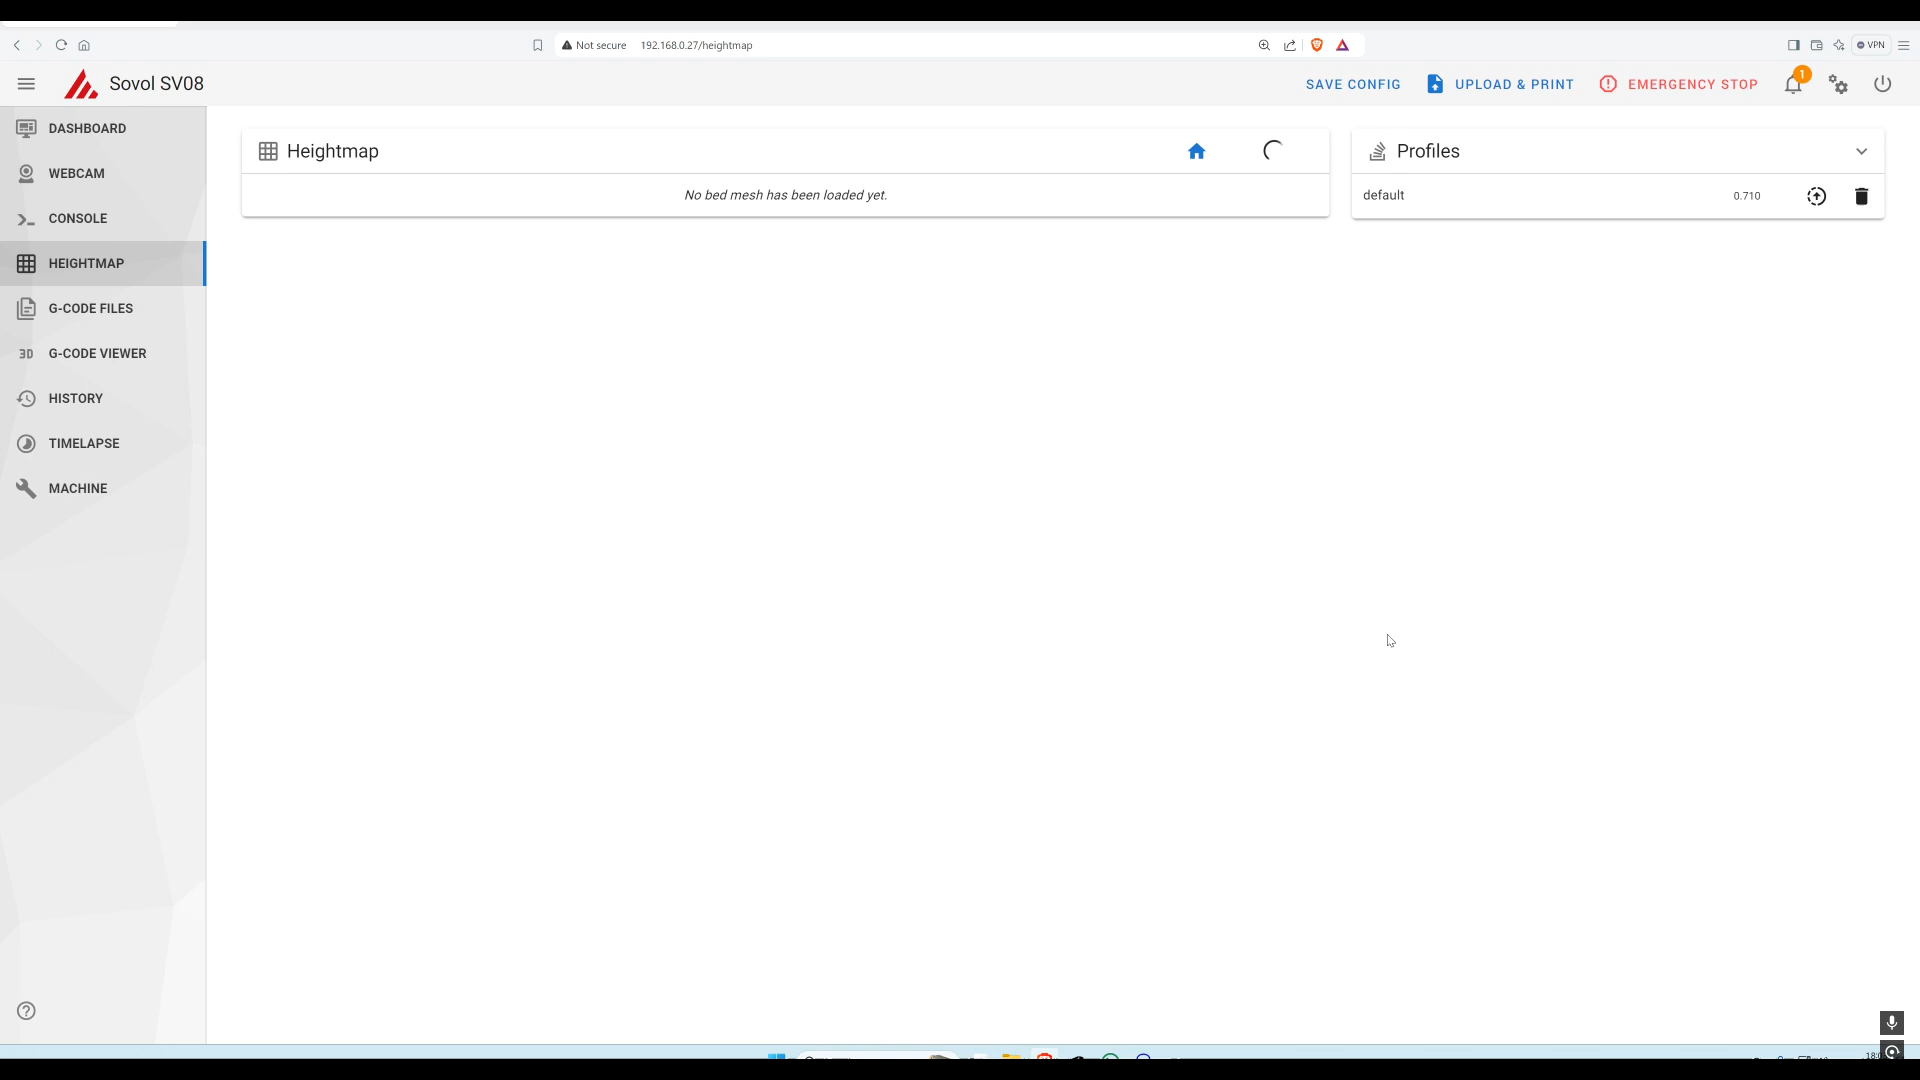 Not secure 192.168.0.27/heightmap
VPN
Sovol SV08
SAVE CONFIG
UPLOAD & PRINT
EMERGENCY STOP
1
DASHBOARD
WEBCAM
CONSOLE
HEIGHTMAP
G-CODE FILES
3D G-CODE VIEWER
HISTORY
TIMELAPSE
MACHINE
Heightmap
No bed mesh has been loaded yet.
Profiles
default 0.710